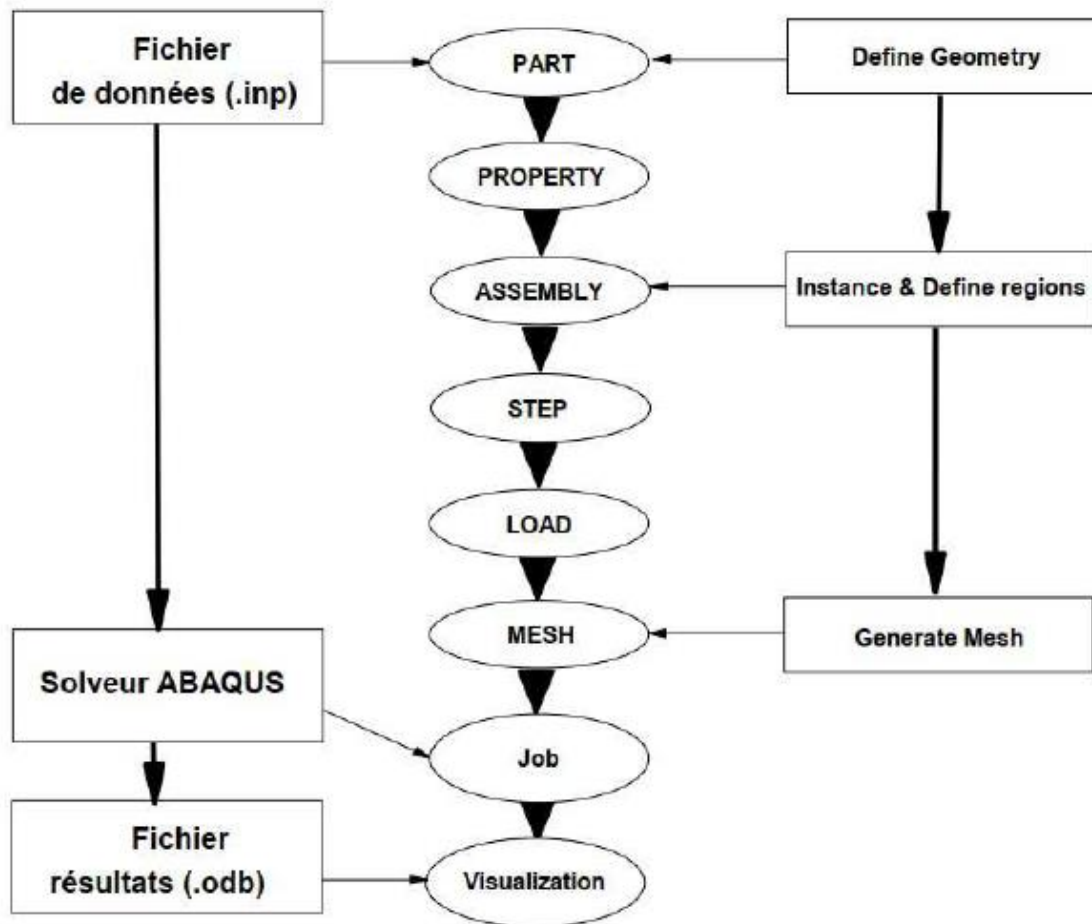 Fichier
de données (.inp)
PART
Define Geometry
PROPERTY
ASSEMBLY
Instance & Define regions
STEP
LOAD
MESH
Generate Mesh
Solveur ABAQUS
Job
Fichier
résultats (.odb)
Visualization